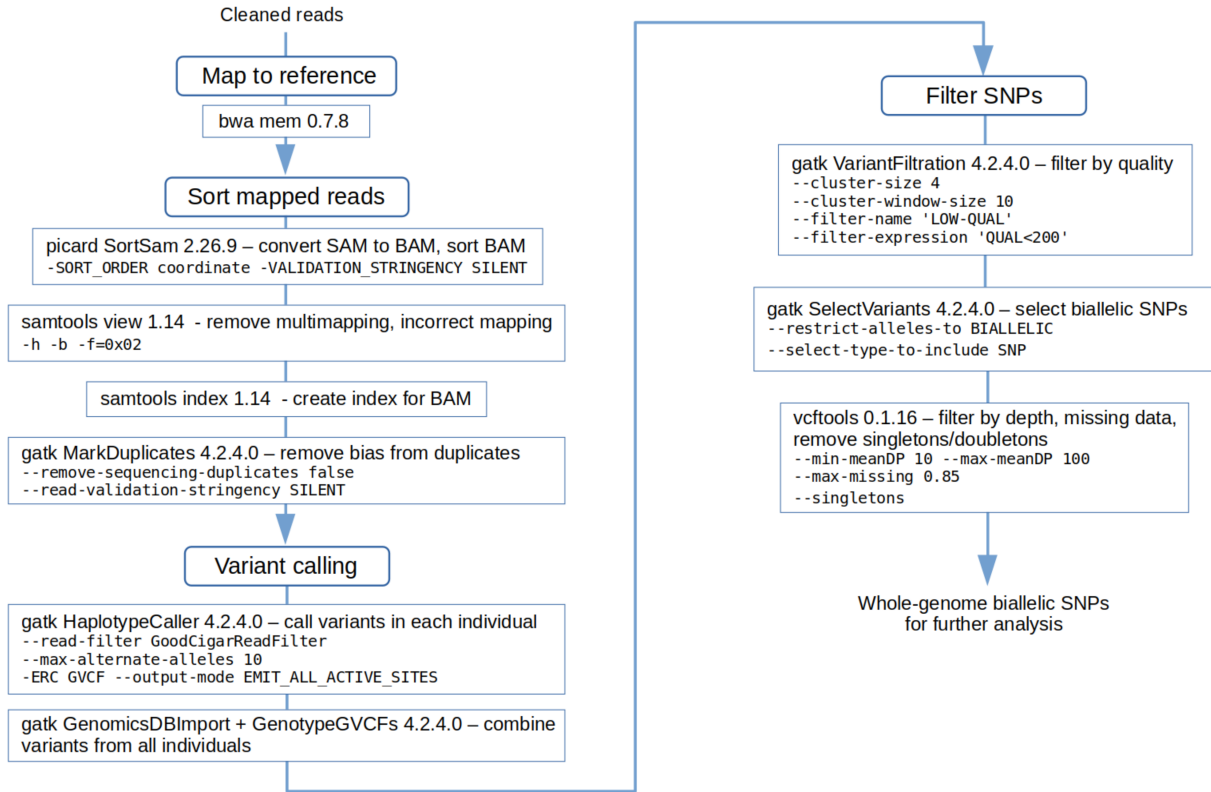 Cleaned reads
Map to reference
bwa mem 0.7.8
Sort mapped reads
picard SortSam 2.26.9 – convert SAM to BAM, sort BAM
-SORT_ORDER coordinate -VALIDATION_STRINGENCY SILENT
samtools view 1.14  - remove multimapping, incorrect mapping
-h -b -f=0x02
samtools index 1.14  - create index for BAM
gatk MarkDuplicates 4.2.4.0 – remove bias from duplicates
--remove-sequencing-duplicates false
--read-validation-stringency SILENT
Variant calling
gatk HaplotypeCaller 4.2.4.0 – call variants in each individual
--read-filter GoodCigarReadFilter
--max-alternate-alleles 10
-ERC GVCF --output-mode EMIT_ALL_ACTIVE_SITES
gatk GenomicsDBImport + GenotypeGVCFs 4.2.4.0 – combine
variants from all individuals
Filter SNPs
gatk VariantFiltration 4.2.4.0 – filter by quality
--cluster-size 4
--cluster-window-size 10
--filter-name 'LOW-QUAL'
--filter-expression 'QUAL<200'
gatk SelectVariants 4.2.4.0 – select biallelic SNPs
--restrict-alleles-to BIALLELIC
--select-type-to-include SNP
vcftools 0.1.16 – filter by depth, missing data,
remove singletons/doubletons
--min-meanDP 10 --max-meanDP 100
--max-missing 0.85
--singletons
Whole-genome biallelic SNPs
for further analysis